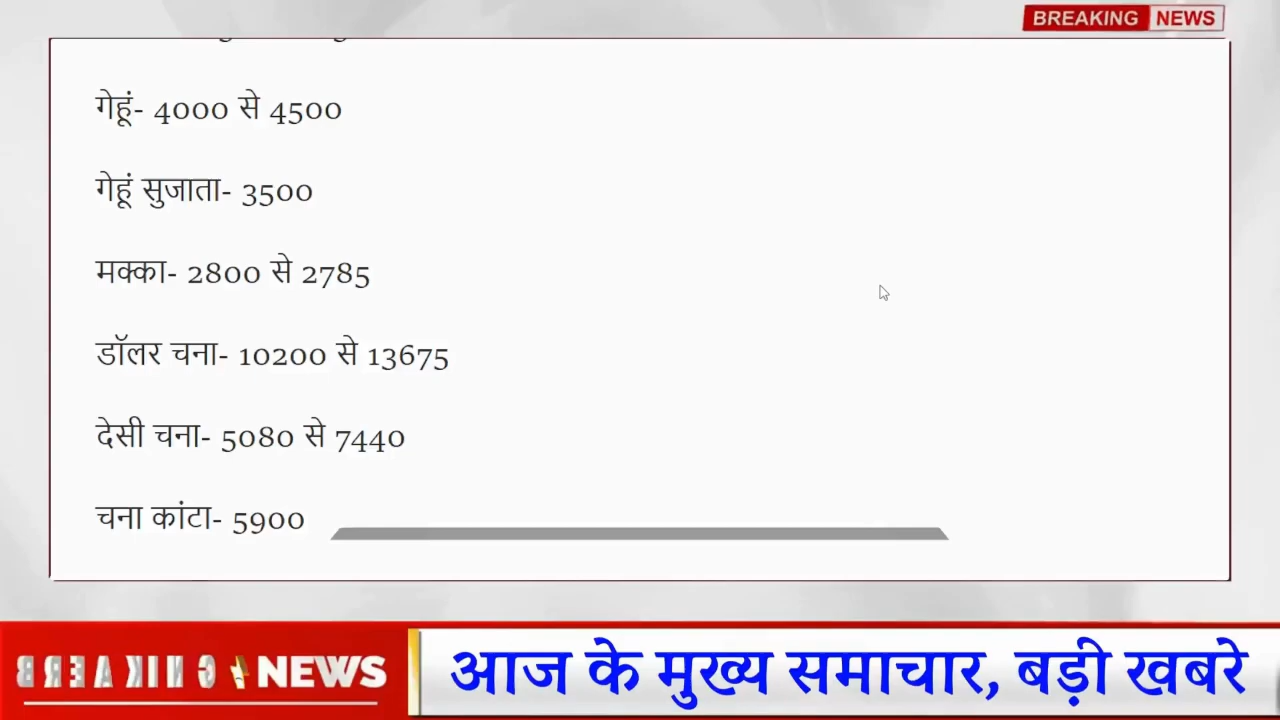 BREAKING NEWS
गेहूं- 4000 से 4500
गेहूं सुजाता- 3500
मक्का- 2800 से 2785
डॉलर चना- 10200 से 13675
देसी चना- 5080 से 7440
चना कांटा- 5900
NEWS
आज के मुख्य समाचार, बड़ी खबरे